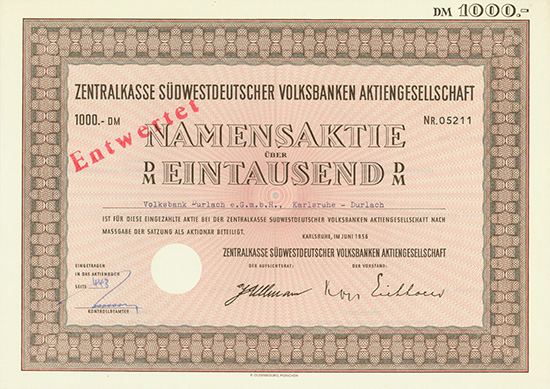 DM 1000,-
ZENTRALKASSE SÜDWESTDEUTSCHER VOLKSBANKEN AKTIENGESELLSCHAFT
1000.- DM
NR. 05211
Entwertet
NAMENSAKTIE
ÜBER
DM EINTAUSEND DM
Volksbank Durlach e.G.m.b.H., Karlsruhe - Durlach
IST FÜR DIESE EINGEZAHLTE AKTIE BEI DER ZENTRALKASSE SÜDWESTDEUTSCHER VOLKSBANKEN AKTIENGESELLSCHAFT NACH
MASSGABE DER SATZUNG ALS AKTIONÄR BETEILIGT.
KARLSRUHE, IM JUNI 1956
ZENTRALKASSE SÜDWESTDEUTSCHER VOLKSBANKEN AKTIENGESELLSCHAFT
DER AUFSICHTSRAT: DER VORSTAND:
EINGETRAGEN
IN DAS AKTIENBUCH
SEITE
KONTROLLBEAMTER
R. OLDENBOURG, MÜNCHEN